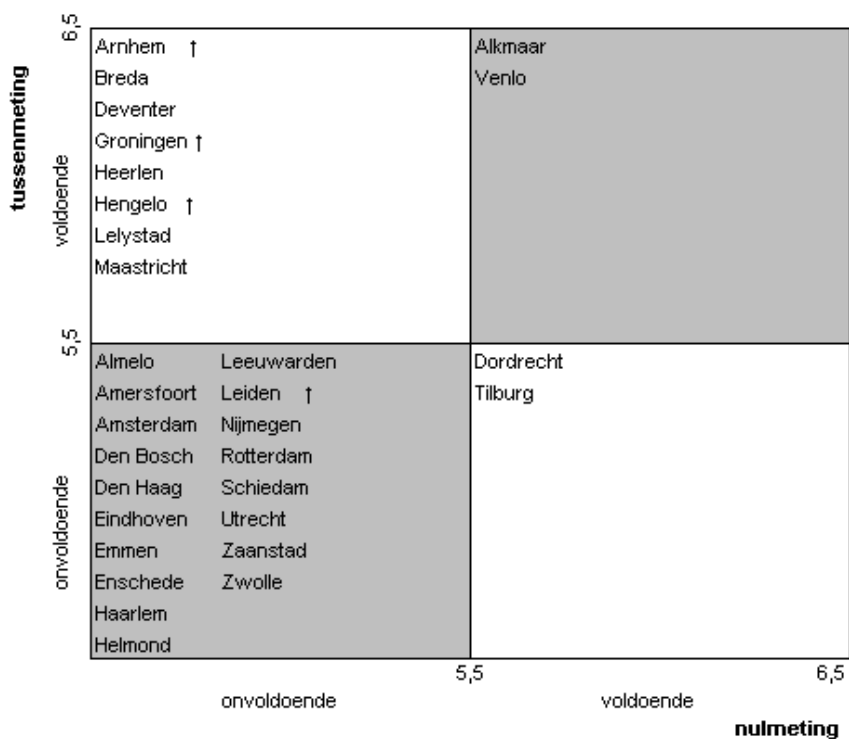 6,5
tussenmeting
voldoende
Arnhem ↑
Breda
Deventer
Groningen ↑
Heerlen
Hengelo ↑
Lelystad
Maastricht
Alkmaar
Venlo
5,5
onvoldoende
Almelo Leeuwarden
Amersfoort Leiden ↑
Amsterdam Nijmegen
Den Bosch Rotterdam
Den Haag Schiedam
Eindhoven Utrecht
Emmen Zaanstad
Enschede Zwolle
Haarlem
Helmond
Dordrecht
Tilburg
5,5 6,5
onvoldoende voldoende
nulmeting